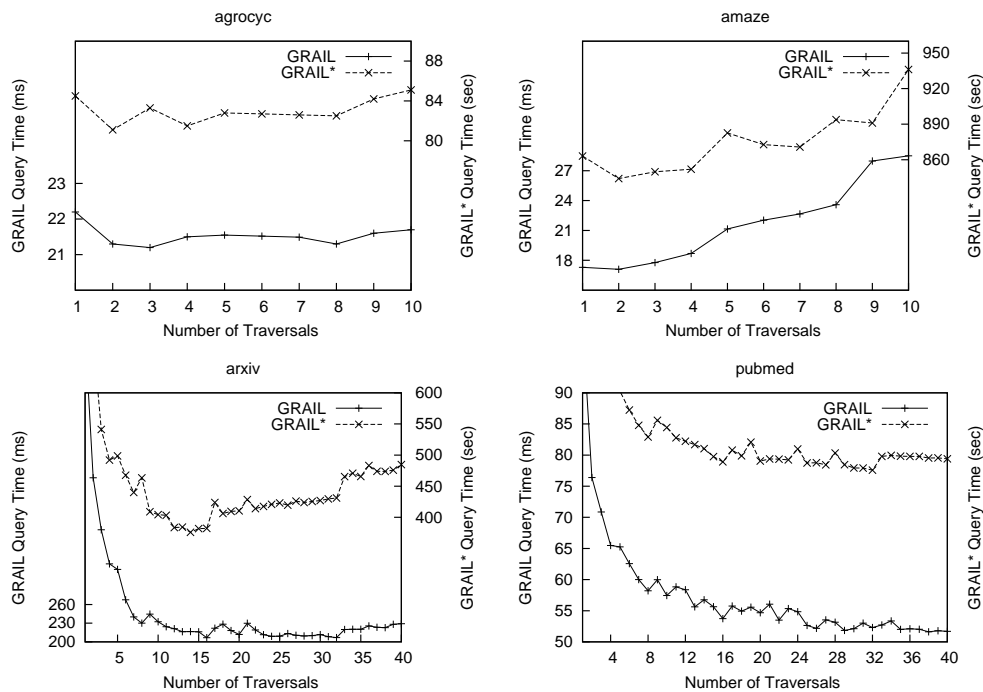 agrocyc
GRAIL
GRAIL*
GRAIL Query Time (ms)
23
22
21
88
84
80
GRAIL* Query Time (sec)
1 2 3 4 5 6 7 8 9 10
Number of Traversals
amaze
GRAIL
GRAIL*
GRAIL Query Time (ms)
27
24
21
18
950
920
890
860
GRAIL* Query Time (sec)
1 2 3 4 5 6 7 8 9 10
Number of Traversals
arxiv
GRAIL
GRAIL*
GRAIL Query Time (ms)
260
230
200
600
550
500
450
400
GRAIL* Query Time (sec)
5 10 15 20 25 30 35 40
Number of Traversals
pubmed
GRAIL
GRAIL*
GRAIL Query Time (ms)
90
85
80
75
70
65
60
55
50
GRAIL* Query Time (sec)
4 8 12 16 20 24 28 32 36 40
Number of Traversals